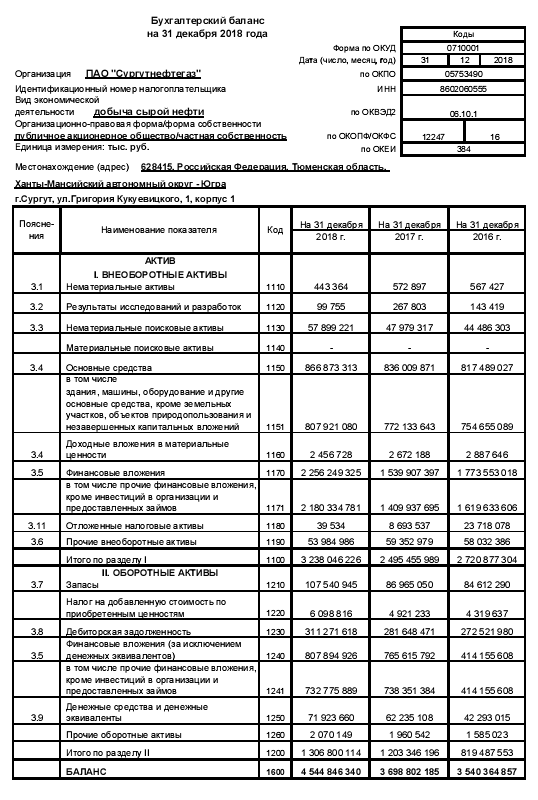 Бухгалтерский баланс
на 31 декабря 2018 года
Коды
Форма по ОКУД 0710001
Дата (число, месяц, год) 31 12 2018
Организация ПАО "Сургутнефтегаз" по ОКПО 05753490
Идентификационный номер налогоплательщика ИНН 8602060555
Вид экономической
деятельности добыча сырой нефти по ОКВЭД2 06.10.1
Организационно-правовая форма/форма собственности
публичное акционерное общество/частная собственность по ОКОПФ/ОКФС 12247 16
Единица измерения: тыс. руб. по ОКЕИ 384
Местонахождение (адрес) 628415, Российская Федерация, Тюменская область,
Ханты-Мансийский автономный округ - Югра
г.Сургут, ул.Григория Кукуевицкого, 1, корпус 1
Поясне- На 31 декабря На 31 декабря На 31 декабря
ния Наименование показателя Код 2018 г. 2017 г. 2016 г.
АКТИВ
I. ВНЕОБОРОТНЫЕ АКТИВЫ
3.1 Нематериальные активы 1110 443 364 572 897 567 427
3.2 Результаты исследований и разработок 1120 99 755 267 803 143 419
3.3 Нематериальные поисковые активы 1130 57 899 221 47 979 317 44 486 303
Материальные поисковые активы 1140 - - -
3.4 Основные средства 1150 866 873 313 836 009 871 817 489 027
в том числе
здания, машины, оборудование и другие
основные средства, кроме земельных
участков, объектов природопользования и
незавершенных капитальных вложений 1151 807 921 080 772 133 643 754 655 089
Доходные вложения в материальные
3.4 ценности 1160 2 456 728 2 672 188 2 887 646
3.5 Финансовые вложения 1170 2 256 249 325 1 539 907 397 1 773 553 018
в том числе прочие финансовые вложения,
кроме инвестиций в организации и
предоставленных займов 1171 2 180 334 781 1 409 937 695 1 619 633 606
3.11 Отложенные налоговые активы 1180 39 534 8 693 537 23 718 078
3.6 Прочие внеоборотные активы 1190 53 984 986 59 352 979 58 032 386
Итого по разделу I 1100 3 238 046 226 2 495 455 989 2 720 877 304
II. ОБОРОТНЫЕ АКТИВЫ
3.7 Запасы 1210 107 540 945 86 965 050 84 612 290
Налог на добавленную стоимость по
приобретенным ценностям 1220 6 098 816 4 921 233 4 319 637
3.8 Дебиторская задолженность 1230 311 271 618 281 648 471 272 521 980
Финансовые вложения (за исключением
3.5 денежных эквивалентов) 1240 807 894 926 765 615 792 414 155 608
в том числе прочие финансовые вложения,
кроме инвестиций в организации и
предоставленных займов 1241 732 775 889 738 351 384 414 155 608
Денежные средства и денежные
3.9 эквиваленты 1250 71 923 660 62 235 108 42 293 015
Прочие оборотные активы 1260 2 070 149 1 960 542 1 585 023
Итого по разделу II 1200 1 306 800 114 1 203 346 196 819 487 553
БАЛАНС 1600 4 544 846 340 3 698 802 185 3 540 364 857